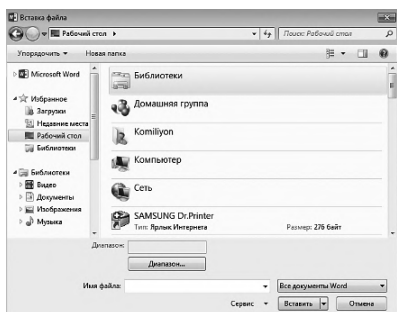 Вставка файла
Рабочий стол
Поиск: Рабочий стол
Упорядочить Новая папка
Microsoft Word
Избранное
Загрузки
Недавние места
Рабочий стол
Библиотеки
Библиотеки
Видео
Документы
Изображения
Музыка
Библиотеки
Домашняя группа
Komiliyon
Компьютер
Сеть
SAMSUNG Dr.Printer
Тип: Ярлык Интернета Размер: 276 байт
Диапазон:
Диапазон...
Имя файла: Все документы Word
Сервис Вставить Отмена